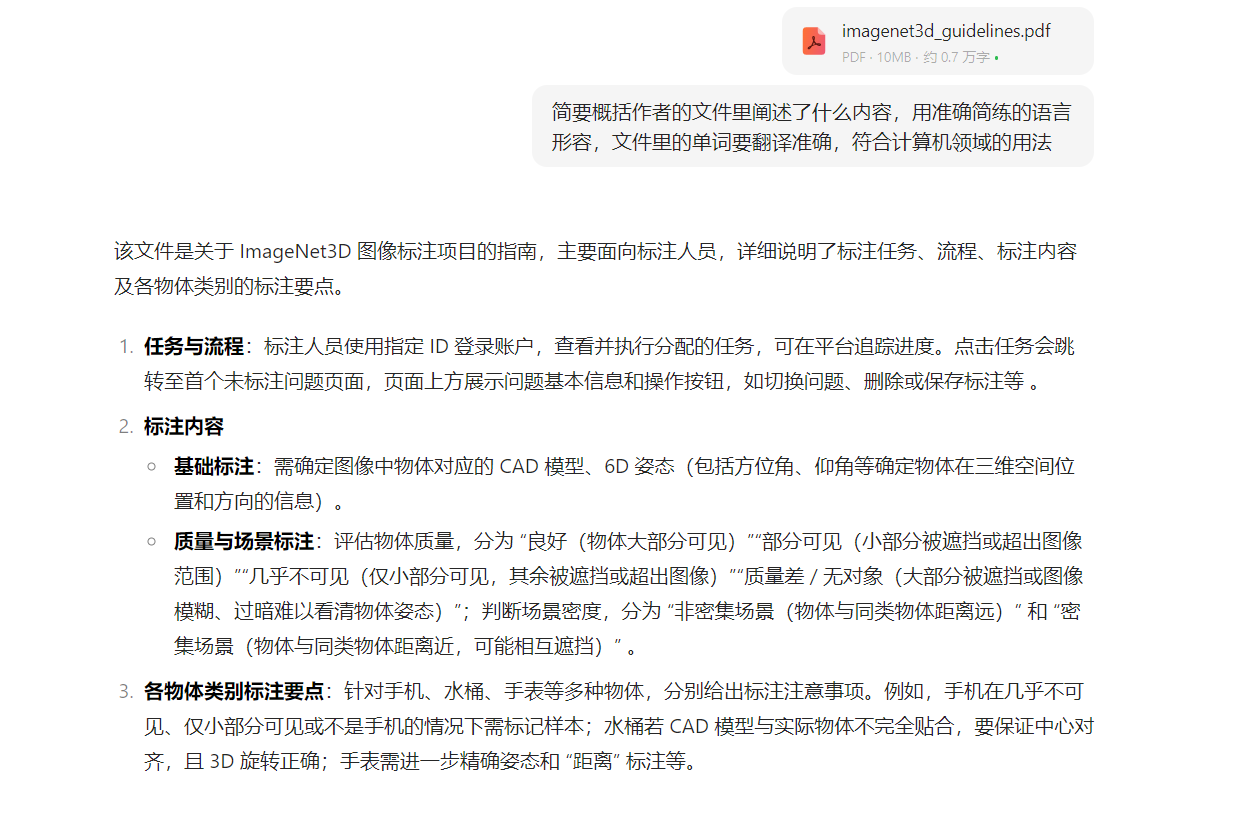 imagenet3d_guidelines.pdf
PDF · 10MB · 约 0.7 万字
简要概括作者的文件里阐述了什么内容，用准确简练的语言
形容，文件里的单词要翻译准确，符合计算机领域的用法
该文件是关于 ImageNet3D 图像标注项目的指南，主要面向标注人员，详细说明了标注任务、流程、标注内容
及各物体类别的标注要点。
1. 任务与流程：标注人员使用指定 ID 登录账户，查看并执行分配的任务，可在平台追踪进度。点击任务会跳
转至首个未标注问题页面，页面上方展示问题基本信息和操作按钮，如切换问题、删除或保存标注等 。
2. 标注内容
基础标注：需确定图像中物体对应的 CAD 模型、6D 姿态（包括方位角、仰角等确定物体在三维空间位
置和方向的信息）。
质量与场景标注：评估物体质量，分为 “良好（物体大部分可见）”“部分可见（小部分被遮挡或超出图像
范围）”“几乎不可见（仅小部分可见，其余被遮挡或超出图像）”“质量差 / 无对象（大部分被遮挡或图像
模糊、过暗难以看清物体姿态）”；判断场景密度，分为 “非密集场景（物体与同类物体距离远）” 和 “密
集场景（物体与同类物体距离近，可能相互遮挡）” 。
3. 各物体类别标注要点：针对手机、水桶、手表等多种物体，分别给出标注注意事项。例如，手机在几乎不可
见、仅小部分可见或不是手机的情况下需标记样本；水桶若 CAD 模型与实际物体不完全贴合，要保证中心对
齐，且 3D 旋转正确；手表需进一步精确姿态和 “距离” 标注等。